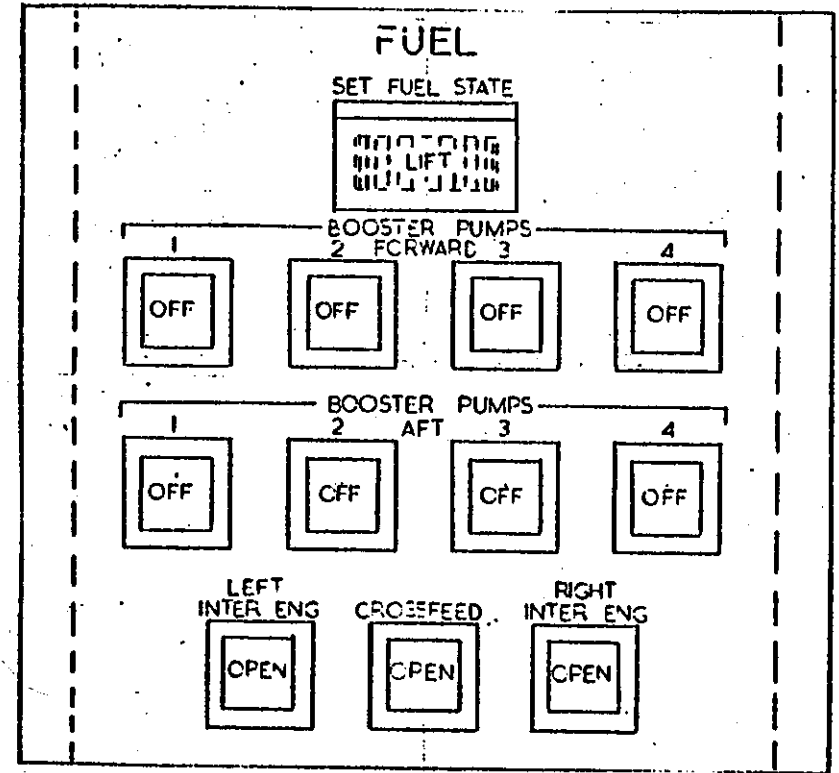 FUEL
SET FUEL STATE
LIFT
BOOSTER PUMPS
1 2 FORWARD 3 4
OFF OFF OFF OFF
BOOSTER PUMPS
1 2 AFT 3 4
OFF OFF OFF OFF
LEFT INTER ENG
CROSSFEED
RIGHT INTER ENG
OPEN OPEN OPEN